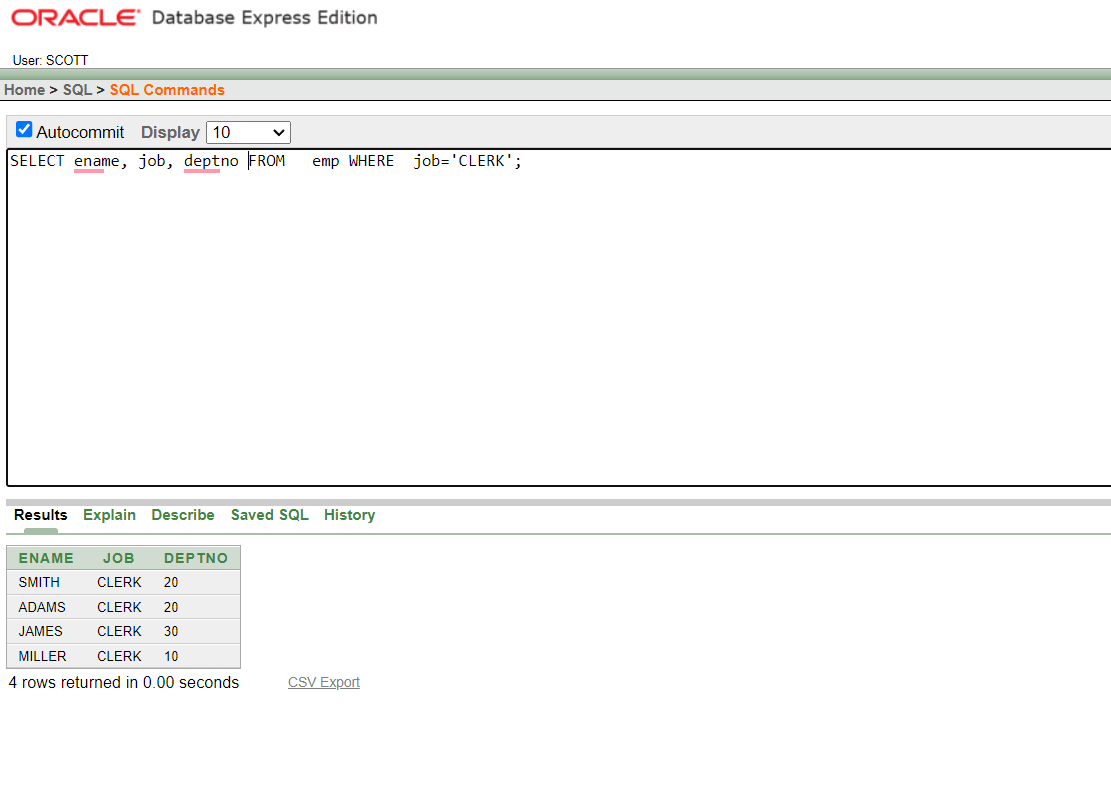 ORACLE® Database Express Edition
User: SCOTT
Home > SQL > SQL Commands
Autocommit Display 10
SELECT ename, job, deptno FROM   emp WHERE  job='CLERK';
Results Explain Describe Saved SQL History
ENAME JOB DEPTNO
SMITH CLERK 20
ADAMS CLERK 20
JAMES CLERK 30
MILLER CLERK 10
4 rows returned in 0.00 seconds CSV Export